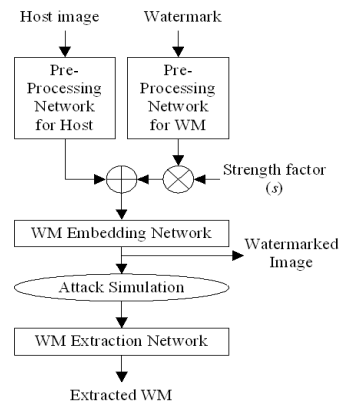 Host image
Watermark
Pre-
Processing
Network
for Host
Pre-
Processing
Network
for WM
Strength factor
(s)
WM Embedding Network
Watermarked
Image
Attack Simulation
WM Extraction Network
Extracted WM